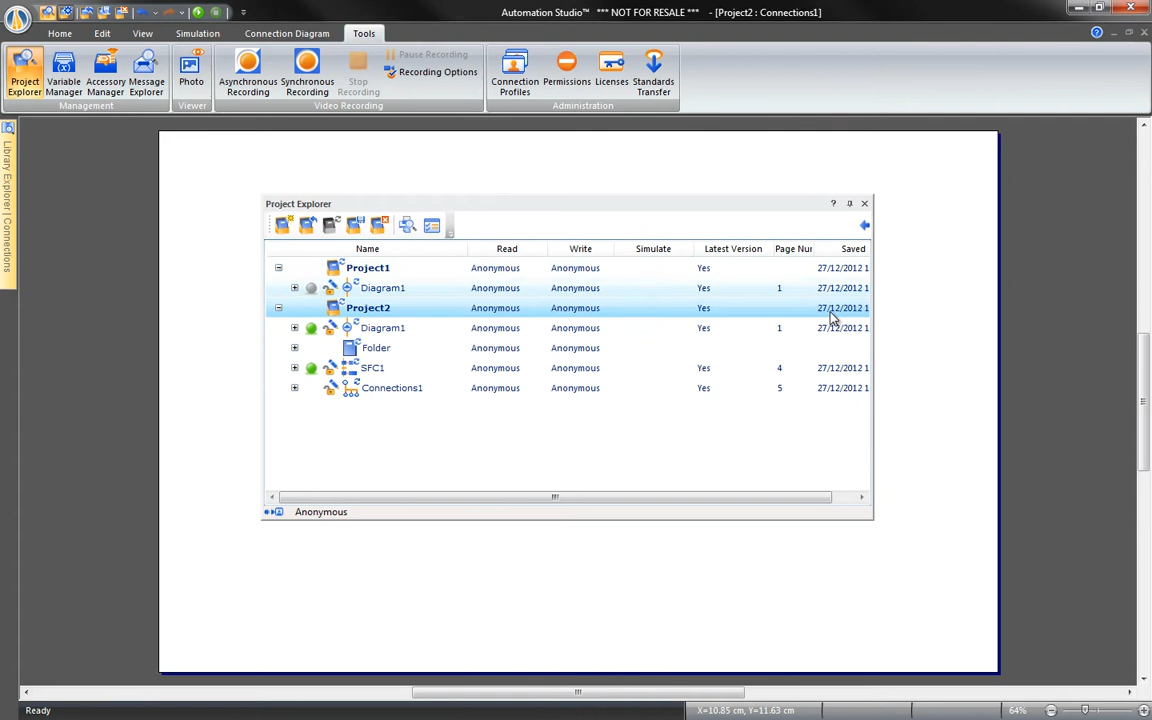 Automation Studio™ *** NOT FOR RESALE *** - [Project2 : Connections1]
Home Edit View Simulation Connection Diagram Tools
Project Explorer
Variable Manager
Accessory Manager
Message Explorer
Management
Photo
Viewer
Asynchronous Recording
Synchronous Recording
Stop Recording
Pause Recording
Recording Options
Video Recording
Connection Profiles
Permissions
Licenses
Standards Transfer
Administration
Library Explorer | Connections
Project Explorer
Name Read Write Simulate Latest Version Page Nur Saved
Project1 Anonymous Anonymous Yes 27/12/2012 1
Diagram1 Anonymous Anonymous Yes 1 27/12/2012 1
Project2 Anonymous Anonymous Yes 27/12/2012 1
Diagram1 Anonymous Anonymous Yes 1 27/12/2012 1
Folder Anonymous Anonymous
SFC1 Anonymous Anonymous Yes 4 27/12/2012 1
Connections1 Anonymous Anonymous Yes 5 27/12/2012 1
Anonymous
Ready X=10.85 cm, Y=11.63 cm 64%